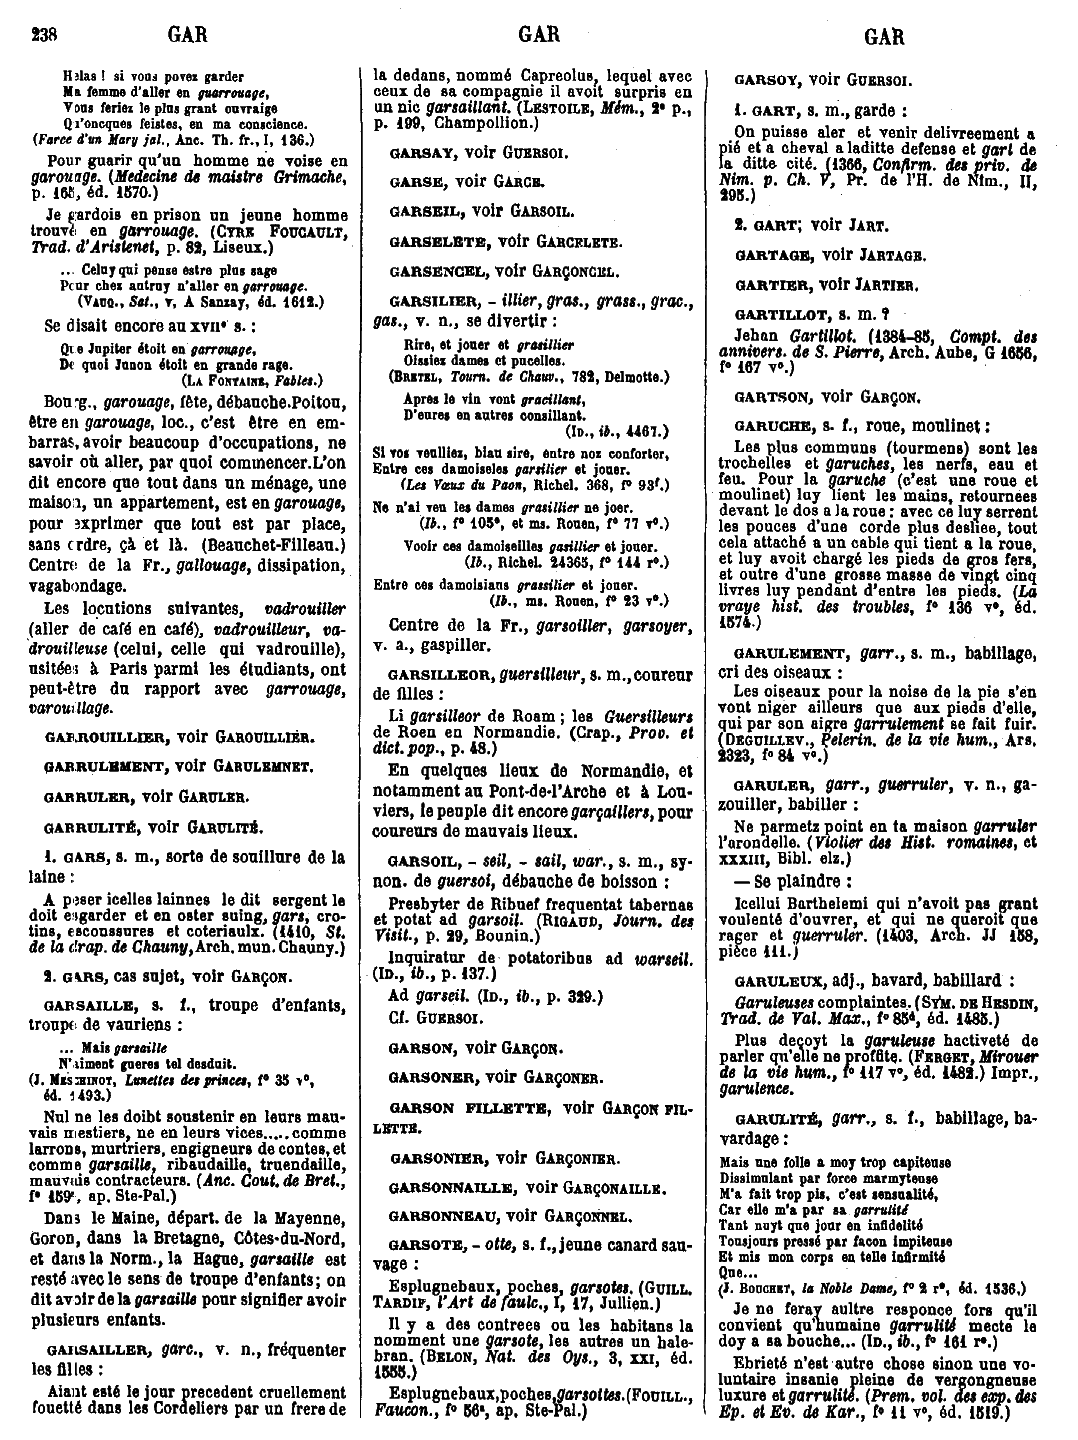 238 GAR GAR GAR
Helas ! si vous povez garder
Ma femme d'aller en guarrouage,
Vous feriez le plus grant ouvraige
Qu'oncques feistes, en ma conscience.
(Farce d'un Mary jal., Anc. Th. fr., I, 136.)
Pour guarir qu'un homme ne voise en
garouage. (Medecine de maistre Grimache,
p. 165, éd. 1570.)
Je gardois en prison un jeune homme
trouvé en garrouage. (CYRE FOUCAULT,
Trad. d'Aristenet, p. 82, Liseux.)
... Celuy qui pense estre plus sage
Pour chez autruy n'aller en garrouage.
(VAUQ., Sat., V, A Sanzay, éd. 1612.)
Se disait encore au XVIIe s. :
Que Jupiter étoit en garrouage,
De quoi Junon étoit en grande rage.
(LA FONTAINE, Fables.)
Bourg., garouage, fête, débauche.Poitou,
être en garouage, loc., c'est être en em-
barras, avoir beaucoup d'occupations, ne
savoir où aller, par quoi commencer.L'on
dit encore que tout dans un ménage, une
maison, un appartement, est en garouage,
pour exprimer que tout est par place,
sans ordre, çà et là. (Beauchet-Filleau.)
Centre de la Fr., gallouage, dissipation,
vagabondage.
Les locutions suivantes, vadrouiller
(aller de café en café), vadrouilleur, va-
drouilleuse (celui, celle qui vadrouille),
usitées à Paris parmi les étudiants, ont
peut-être du rapport avec garrouage,
varouillage.
GARROUILLIER, voir GAROUILLIER.
GARRULEMENT, voir GARULEMNET.
GARRULER, voir GARULER.
GARRULITÉ, voir GARULITÉ.
1. GARS, s. m., sorte de souillure de la
laine :
A peser icelles lainnes le dit sergent le
doit esgarder et en oster suing, gars, cro-
tins, esconssures et coteriaulx. (1410, St.
de la drap. de Chauny, Arch. mun. Chauny.)
2. GARS, cas sujet, voir GARÇON.
GARSAILLE, s. f., troupe d'enfants,
troupe de vauriens :
... Mais garsaille
N'aiment gueres tel desduit.
(J. MESCHINOT, Lunettes des princes, f° 35 v°,
éd. 1493.)
Nul ne les doibt soustenir en leurs mau-
vais mestiers, ne en leurs vices..... comme
larrons, murtriers, engigneurs de contes, et
comme garsaille, ribaudaille, truendaille,
mauvais contracteurs. (Anc. Cout. de Bret.,
f° 159r, ap. Ste-Pal.)
Dans le Maine, départ. de la Mayenne,
Goron, dans la Bretagne, Côtes-du-Nord,
et dans la Norm., la Hague, garsaille est
resté avec le sens de troupe d'enfants ; on
dit avoir de la garsaille pour signifier avoir
plusieurs enfants.
GARSAILLER, garc., v. n., fréquenter
les filles :
Aiant esté le jour precedent cruellement
fouetté dans les Cordeliers par un frere de
la dedans, nommé Capreolus, lequel avec
ceux de sa compagnie il avoit surpris en
un nic garsaillant. (LESTOILE, Mém., 2e p.,
p. 199, Champollion.)
GARSAY, voir GUERSOI.
GARSE, voir GARCE.
GARSEIL, voir GARSOIL.
GARSELETE, voir GARCELETE.
GARSENCEL, voir GARÇONCEL.
GARSILIER, - illier, gras., grass., grac.,
gas., v. n., se divertir :
Rire, et jouer et grasillier
Oissiez dames et pucelles.
(BRETEL, Tourn. de Chauv., 782, Delmotte.)
Apres le vin vont gracillant,
D'eures en autres consillant.
(ID., ib., 4467.)
Si vos veulliez, biau sire, entre noz conforter,
Entre ces damoiseles garsilier et jouer.
(Les Vœux du Paon, Richel. 368, f° 93f.)
Ne n'ai veu les dames grasillier ne joer.
(Ib., f° 105e, et ms. Rouen, f° 77 v°.)
Vooir ces damoiseilles gasillier et jouer.
(Ib., Richel. 24365, f° 144 r°.)
Entre ces damoisians grassilier et jouer.
(Ib., ms. Rouen, f° 23 v°.)
Centre de la Fr., garsoiller, garsoyer,
v. a., gaspiller.
GARSILLEOR, guersilleur, s. m., coureur
de filles :
Li garsilleor de Roam ; les Guersilleurs
de Roen en Normandie. (Crap., Prov. et
dict. pop., p. 48.)
En quelques lieux de Normandie, et
notamment au Pont-de-l'Arche et à Lou-
viers, le peuple dit encore garçaillers, pour
coureurs de mauvais lieux.
GARSOIL, - seil, - sail, war., s. m., sy-
non. de guersoi, débauche de boisson :
Presbyter de Ribuef frequentat tabernas
et potat ad garsoil. (RIGAUD, Journ. des
Visit., p. 29, Bounin.)
Inquiratur de potatoribus ad warseil.
(ID., ib., p. 137.)
Ad garseil. (ID., ib., p. 329.)
Cf. GUERSOI.
GARSON, voir GARÇON.
GARSONER, voir GARÇONER.
GARSON FILLETTE, voir GARÇON FIL-
LETTE.
GARSONIER, voir GARÇONIER.
GARSONNAILLE, voir GARÇONAILLE.
GARSONNEAU, voir GARÇONNEL.
GARSOTE, - otte, s. f., jeune canard sau-
vage :
Esplugnebaux, poches, garsotes. (GUILL.
TARDIF, l'Art de faulc., I, 17, Jullien.)
Il y a des contrees ou les habitans la
nomment une garsote, les autres un hale-
bran. (BELON, Nat. des Oys., 3, XXI, éd.
1555.)
Esplugnebaux,poches,garsottes.(FOUILL.,
Faucon., f° 56a, ap. Ste-Pal.)
GARSOY, voir GUERSOI.
1. GART, s. m., garde :
On puisse aler et venir delivreement a
pié et a cheval a laditte defense et gart de
la ditte cité. (1366, Confirm. des priv. de
Nim. p. Ch. V, Pr. de l'H. de Nim., II,
295.)
2. GART, voir JART.
GARTAGE, voir JARTAGE.
GARTIER, voir JARTIER.
GARTILLOT, s. m. ?
Jehan Gartillot. (1384-85, Compt. des
annivers. de S. Pierre, Arch. Aube, G 1656,
f° 167 v°.)
GARTSON, voir GARÇON.
GARUCHE, s. f., roue, moulinet :
Les plus communs (tourmens) sont les
trochelles et garuches, les nerfs, eau et
feu. Pour la garuche (c'est une roue et
moulinet) luy lient les mains, retournees
devant le dos a la roue ; avec ce luy serrent
les pouces d'une corde plus desliee, tout
cela attaché a un cable qui tient a la roue,
et luy avoit chargé les pieds de gros fers,
et outre d'une grosse masse de vingt cinq
livres luy pendant d'entre les pieds. (La
vraye hist. des troubles, f° 136 v°, éd.
1574.)
GARULEMENT, garr., s. m., babillage,
cri des oiseaux :
Les oiseaux pour la noise de la pie s'en
vont niger ailleurs que aux pieds d'elle,
qui par son aigre garrulement se fait fuir.
(DEGUILLEV., Pelerin. de la vie hum., Ars.
2323, f° 84 v°.)
GARULER, garr., guerruler, v. n., ga-
zouiller, babiller :
Ne parmetz point en ta maison garruler
l'arondelle. (Violier des Hist. romaines, ct
XXXIII, Bibl. elz.)
— Se plaindre :
Icellui Barthelemi qui n'avoit pas grant
voulenté d'ouvrer, et qui ne queroit que
rager et guerruler. (1403, Arch. JJ 158,
pièce III.)
GARULEUX, adj., bavard, babillard :
Garuleuses complaintes. (SYM. DE HESDIN,
Trad. de Val. Max., f° 85d, éd. 1485.)
Plus deçoyt la garuleuse hactiveté de
parler qu'elle ne proffite. (FERGET, Mirouer
de la vie hum., f° 117 v°, éd. 1482.) Impr.,
garulence.
GARULITÉ, garr., s. f., babillage, ba-
vardage :
Mais une folle a moy trop capiteuse
Dissimulant par force marmyteuse
M'a fait trop pis, c'est sensualité,
Car elle m'a par sa garrulité
Tant nuyt que jour en infidelité
Tousjours pressé par facon impiteuse
Et mis mon corps en telle infirmité
Que...
(J. BOUCHET, la Noble Dame, f° 2 r°, éd. 1536.)
Je ne feray aultre responce fors qu'il
convient qu'humaine garrulité mecte le
doy a sa bouche... (ID., ib., f° 161 r°.)
Ebrieté n'est autre chose sinon une vo-
luntaire insanie pleine de vergongneuse
luxure et garrulité. (Prem. vol. des exp. des
Ep. et Ev. de Kar., f° 11 v°, éd. 1519.)